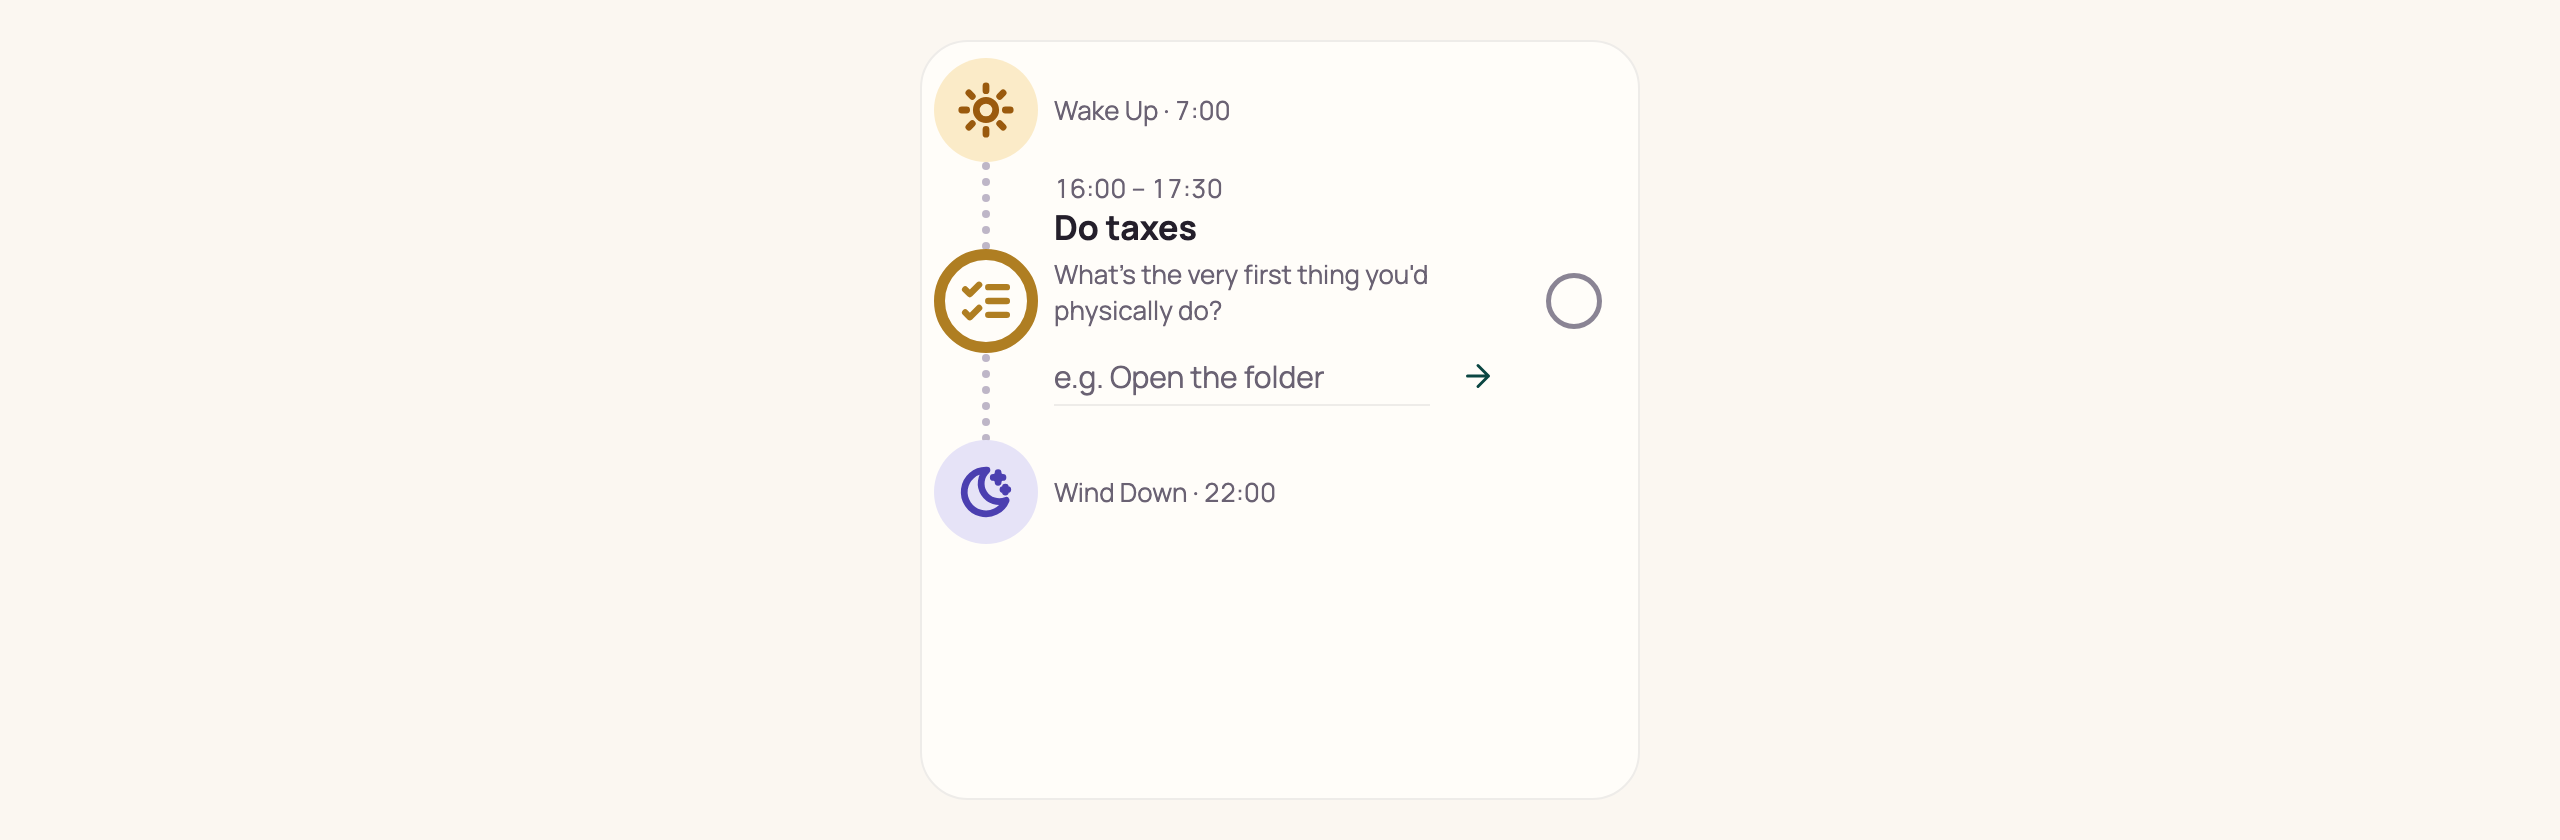 Wake Up · 7:00
16:00 – 17:30
Do taxes
What's the very first thing you'd
physically do?
e.g. Open the folder
Wind Down · 22:00